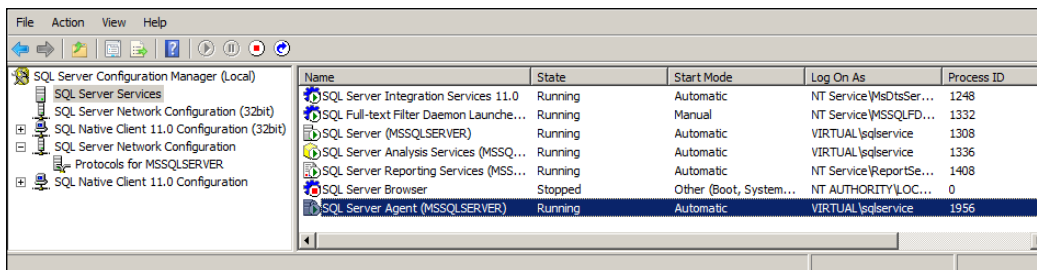 File Action View Help
SQL Server Configuration Manager (Local)
SQL Server Services
SQL Server Network Configuration (32bit)
SQL Native Client 11.0 Configuration (32bit)
SQL Server Network Configuration
Protocols for MSSQLSERVER
SQL Native Client 11.0 Configuration
Name State Start Mode Log On As Process ID
SQL Server Integration Services 11.0 Running Automatic NT Service\MsDtsSer... 1248
SQL Full-text Filter Daemon Launche... Running Manual NT Service\MSSQLFD... 1332
SQL Server (MSSQLSERVER) Running Automatic VIRTUAL\sqlservice 1308
SQL Server Analysis Services (MSSQ... Running Automatic VIRTUAL\sqlservice 1336
SQL Server Reporting Services (MSS... Running Automatic NT Service\ReportSe... 1408
SQL Server Browser Stopped Other (Boot, System... NT AUTHORITY\LOC... 0
SQL Server Agent (MSSQLSERVER) Running Automatic VIRTUAL\sqlservice 1956